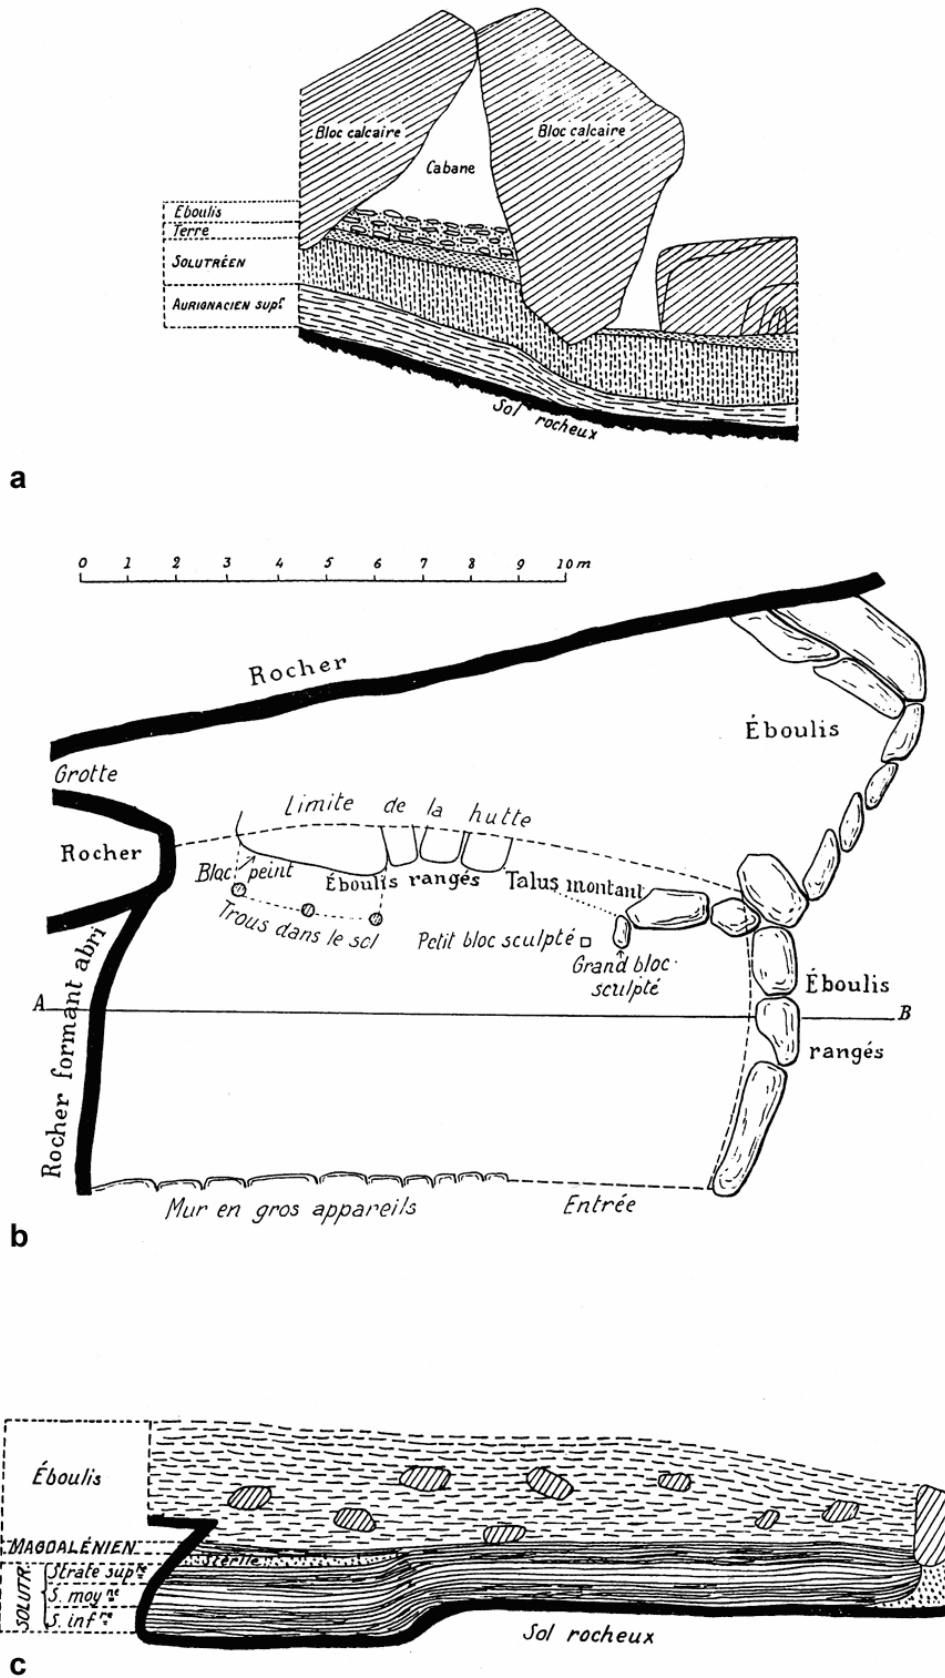 Bloc calcaire
Bloc calcaire
Cabane
Eboulis
Terre
SOLUTRÉEN
AURIGNACIEN supr
Sol rocheux
a
0 1 2 3 4 5 6 7 8 9 10 m
Rocher
Éboulis
Grotte
Limite de la hutte
Rocher
Bloc peint
Éboulis rangés
Talus montant
Trous dans le sol
Petit bloc sculpté
Grand bloc
sculpté
Éboulis
A
B
rangés
Rocher formant abri
Mur en gros appareils
Entrée
b
Éboulis
MAGDALÉNIEN
stérile
SOLUTR.
Strate supre
S. moyne
S. infre
Sol rocheux
c